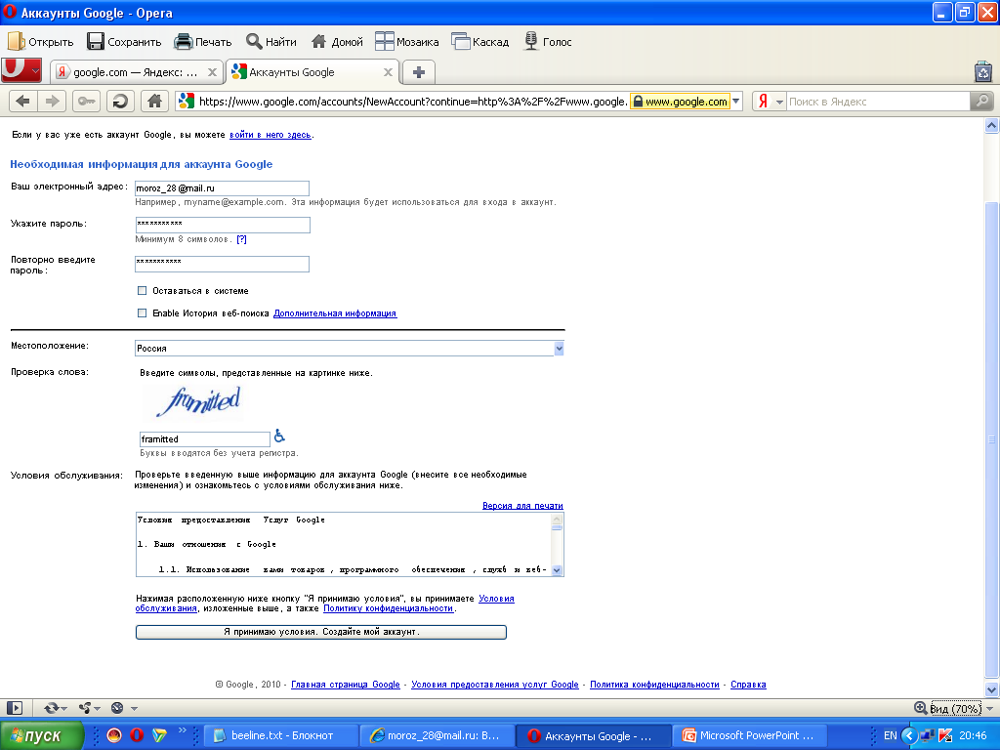 Аккаунты Google - Opera
Открыть Сохранить Печать Найти Домой Мозаика Каскад Голос
google.com — Яндекс: ... Аккаунты Google
https://www.google.com/accounts/NewAccount?continue=http%3A%2F%2Fwww.google. www.google.com Поиск в Яндекс
Если у вас уже есть аккаунт Google, вы можете войти в него здесь.
Необходимая информация для аккаунта Google
Ваш электронный адрес: moroz_28@mail.ru
Например, myname@example.com. Эта информация будет использоваться для входа в аккаунт.
Укажите пароль: ***********
Минимум 8 символов. [?]
Повторно введите пароль: ***********
Оставаться в системе
Enable История веб-поиска Дополнительная информация
Местоположение: Россия
Проверка слова: Введите символы, представленные на картинке ниже.
framitted
framitted
Буквы вводятся без учета регистра.
Условия обслуживания: Проверьте введенную выше информацию для аккаунта Google (внесите все необходимые
изменения) и ознакомьтесь с условиями обслуживания ниже.
Версия для печати
Условия предоставления Услуг Google
1. Ваши отношения с Google
1.1. Использование вами товаров, программного обеспечения, служб и веб-
Нажимая расположенную ниже кнопку "Я принимаю условия", вы принимаете Условия
обслуживания, изложенные выше, а также Политику конфиденциальности.
Я принимаю условия. Создайте мой аккаунт.
© Google, 2010 - Главная страница Google - Условия предоставления услуг Google - Политика конфиденциальности - Справка
Вид (70%)
пуск beeline.txt - Блокнот moroz_28@mail.ru: В... Аккаунты Google - ... Microsoft PowerPoint ... EN 20:46